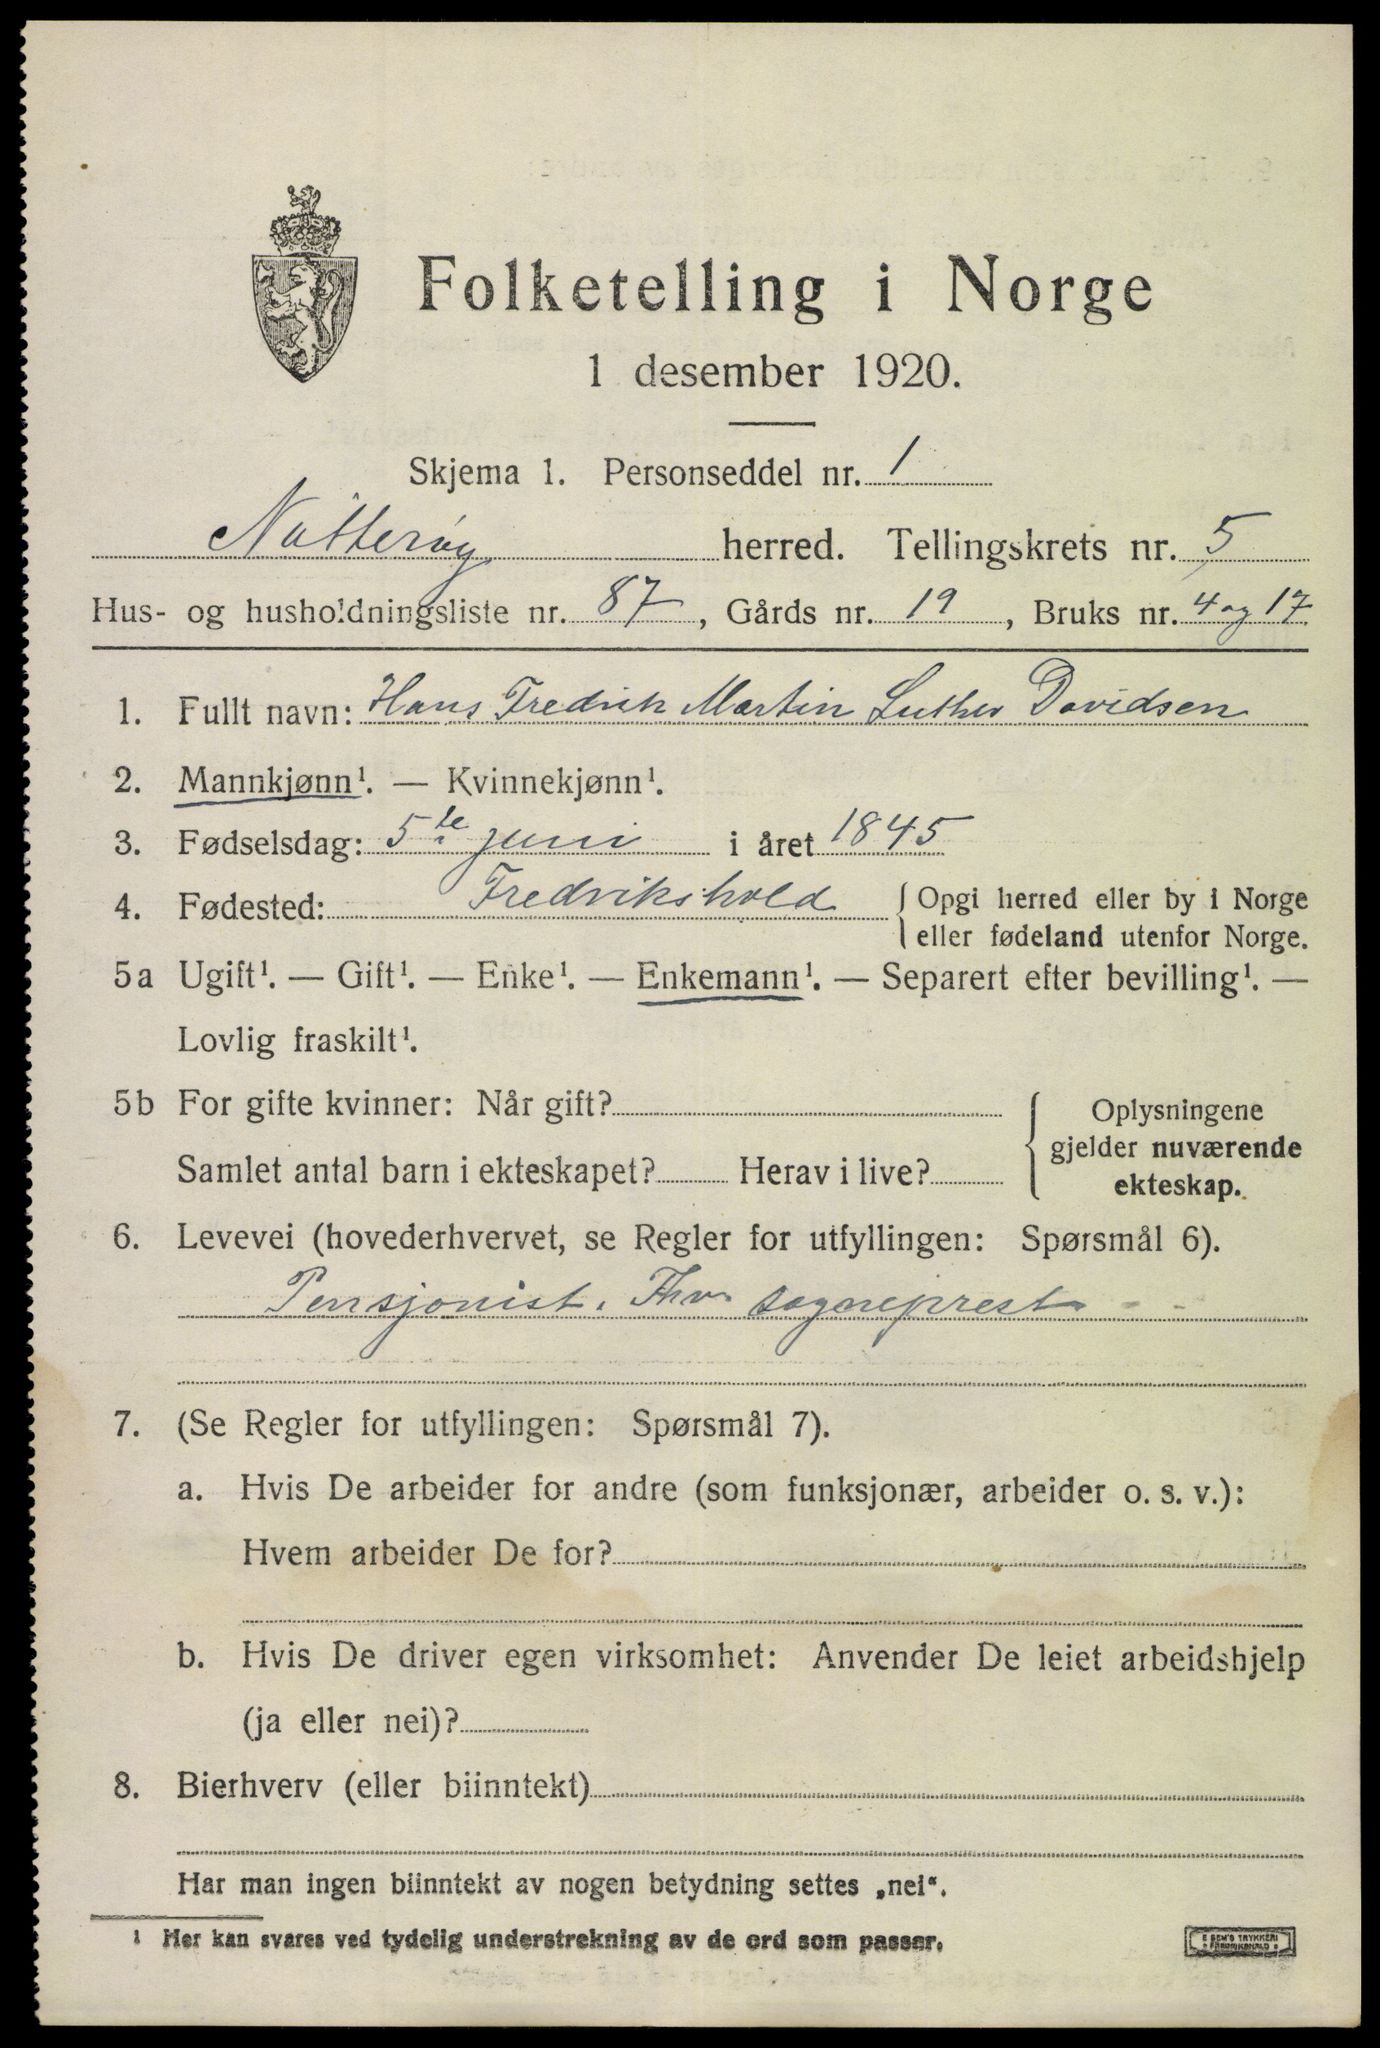 Folketelling i Norge
1 desember 1920.
Skjema 1. Personseddel nr. 1
Nøtterøy herred. Tellingskrets nr. 5
Hus- og husholdningsliste nr. 87, Gårds nr. 19, Bruks nr. 4 og 17
1. Fullt navn: Hans Fredrik Martin Luther Davidsen
2. Mannkjønn¹. — Kvinnekjønn¹.
3. Fødselsdag: 5te juni i året 1845
4. Fødested: Fredrikshald { Opgi herred eller by i Norge
eller fødeland utenfor Norge.
5a Ugift¹. — Gift¹. — Enke¹. — Enkemann¹. — Separert efter bevilling¹. —
Lovlig fraskilt¹.
5b For gifte kvinner: Når gift?
Samlet antal barn i ekteskapet? Herav i live?
{ Oplysningene
gjelder nuværende
ekteskap.
6. Levevei (hovederhvervet, se Regler for utfyllingen: Spørsmål 6).
Pensjonist. Fhv. sogneprest
7. (Se Regler for utfyllingen: Spørsmål 7).
a. Hvis De arbeider for andre (som funksjonær, arbeider o. s. v.):
Hvem arbeider De for?
b. Hvis De driver egen virksomhet: Anvender De leiet arbeidshjelp
(ja eller nei)?
8. Bierhverv (eller biinntekt)
Har man ingen biinntekt av nogen betydning settes „nei“.
¹ Her kan svares ved tydelig understrekning av de ord som passer.
E SEM'S TRYKKERI
FREDRIKSHALD